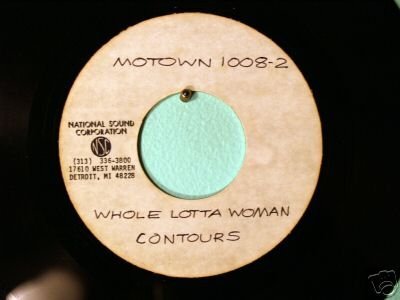 MOTOWN 1008-2
NATIONAL SOUND
CORPORATION
NSC
(313) 336-3800
17610 WEST WARREN
DETROIT, MI 48228
WHOLE LOTTA WOMAN
CONTOURS
ebY